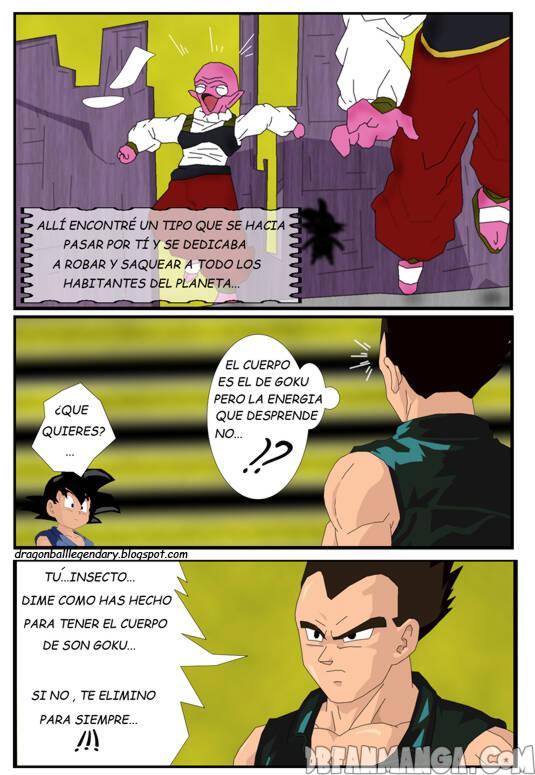 ALLÍ ENCONTRÉ UN TIPO QUE SE HACIA
PASAR POR TÍ Y SE DEDICABA
A ROBAR Y SAQUEAR A TODO LOS
HABITANTES DEL PLANETA...
EL CUERPO
ES EL DE GOKU
PERO LA ENERGIA
QUE DESPRENDE
NO...
!?
¿QUE
QUIERES?
...
dragonballlegendary.blogspot.com
TÚ...INSECTO...
DIME COMO HAS HECHO
PARA TENER EL CUERPO
DE SON GOKU...
SI NO , TE ELIMINO
PARA SIEMPRE...
!!!
DREAMMANGA.COM